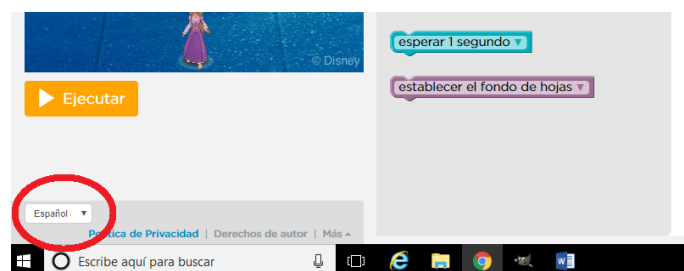 © Disney
esperar 1 segundo
establecer el fondo de hojas
Ejecutar
Español
Política de Privacidad | Derechos de autor | Más
Escribe aquí para buscar